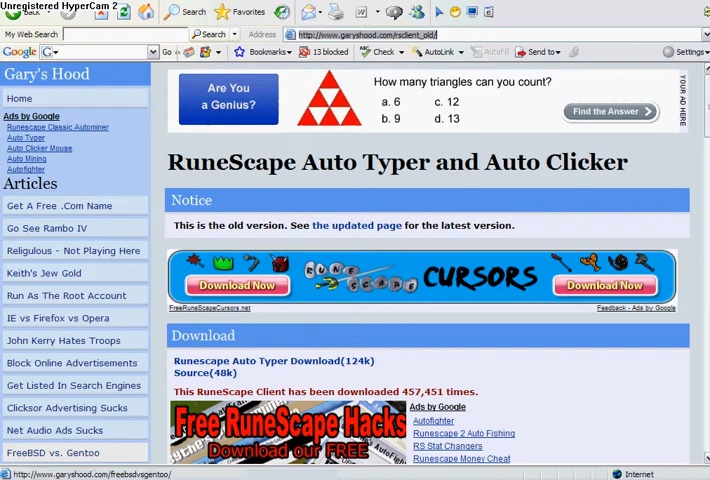 Unregistered HyperCam 2
Back
Search
Favorites
My Web Search
Search
Address
http://www.garyshood.com/rsclient_old/
Google
Go
Bookmarks
13 blocked
Check
AutoLink
AutoFill
Send to
Settings
Gary's Hood
Home
Ads by Google
Runescape Classic Autominer
Auto Typer
Auto Clicker Mouse
Auto Mining
Autofighter
Articles
Get A Free .Com Name
Go See Rambo IV
Religulous - Not Playing Here
Keith's Jew Gold
Run As The Root Account
IE vs Firefox vs Opera
John Kerry Hates Troops
Block Online Advertisements
Get Listed In Search Engines
Clicksor Advertising Sucks
Net Audio Ads Sucks
FreeBSD vs. Gentoo
Are You
a Genius?
How many triangles can you count?
a. 6 c. 12
b. 9 d. 13
Find the Answer
YOUR AD HERE
RuneScape Auto Typer and Auto Clicker
Notice
This is the old version. See the updated page for the latest version.
Download Now
RUNE SCAPE
CURSORS
Download Now
FreeRuneScapeCursors.net
Feedback - Ads by Google
Download
Runescape Auto Typer Download(124k)
Source(48k)
This RuneScape Client has been downloaded 457,451 times.
Free RuneScape Hacks
Download our FREE
Ads by Google
Autofighter
Runescape 2 Auto Fishing
RS Stat Changers
Runescape Money Cheat
http://www.garyshood.com/freebsdvsgentoo/
Internet